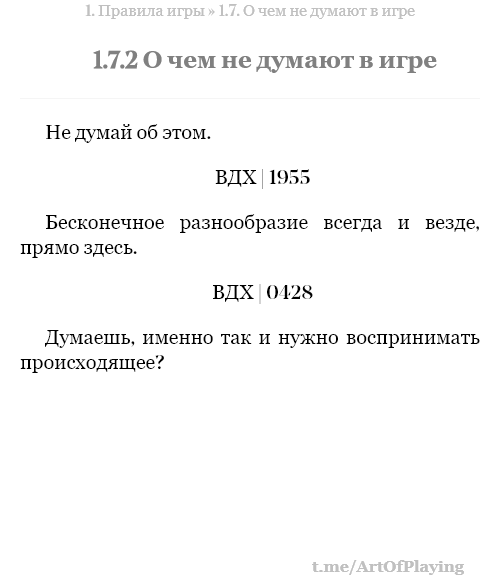 1. Правила игры » 1.7. О чем не думают в игре
1.7.2 О чем не думают в игре
Не думай об этом.
ВДХ | 1955
Бесконечное разнообразие всегда и везде,
прямо здесь.
ВДХ | 0428
Думаешь, именно так и нужно воспринимать
происходящее?
t.me/ArtOfPlaying